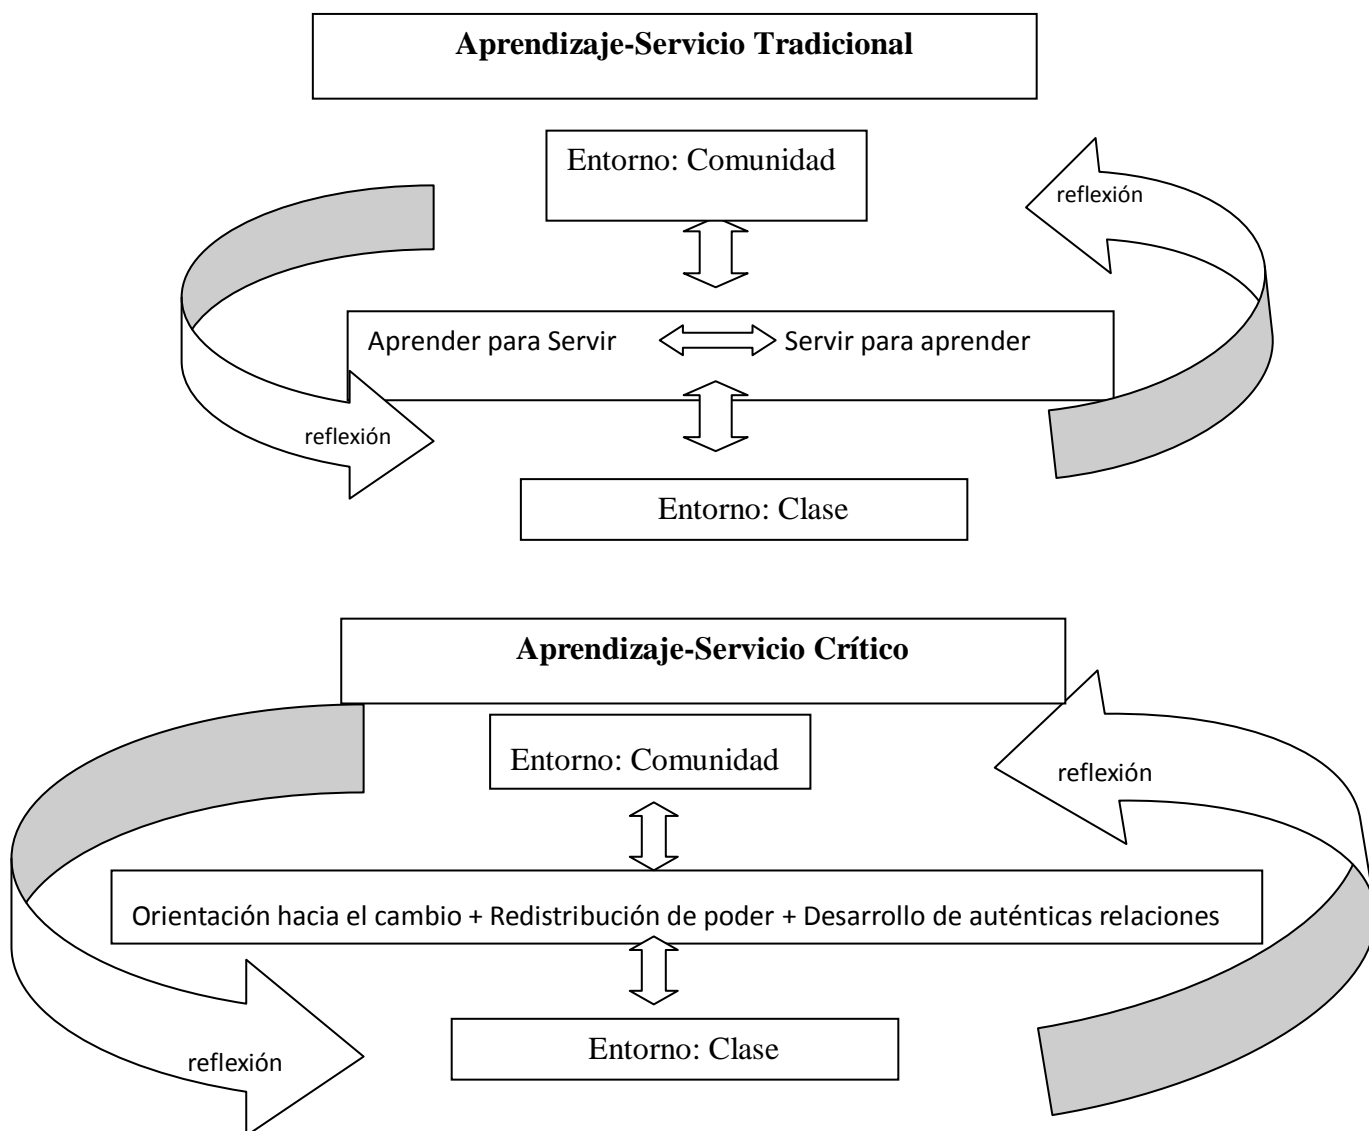 Aprendizaje-Servicio Tradicional
Entorno: Comunidad
reflexión
Aprender para Servir
Servir para aprender
reflexión
Entorno: Clase
Aprendizaje-Servicio Crítico
Entorno: Comunidad
reflexión
Orientación hacia el cambio + Redistribución de poder + Desarrollo de auténticas relaciones
Entorno: Clase
reflexión